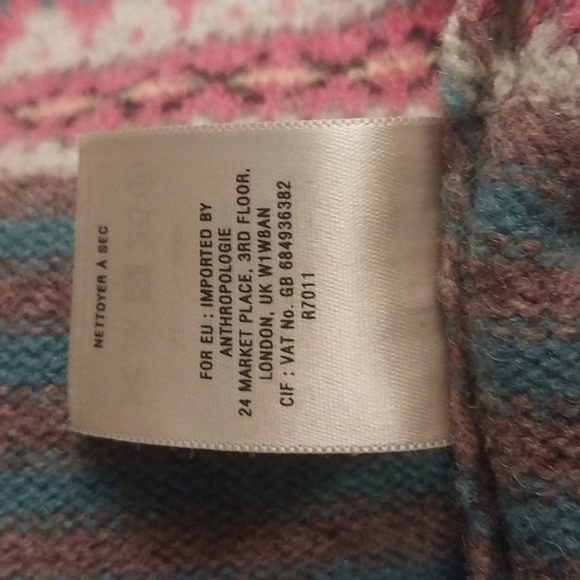 NETTOYER À SEC
FOR EU : IMPORTED BY
ANTHROPOLOGIE
24 MARKET PLACE, 3RD FLOOR,
LONDON, UK W1W8AN
CIF : VAT No. GB 684936382
R7011